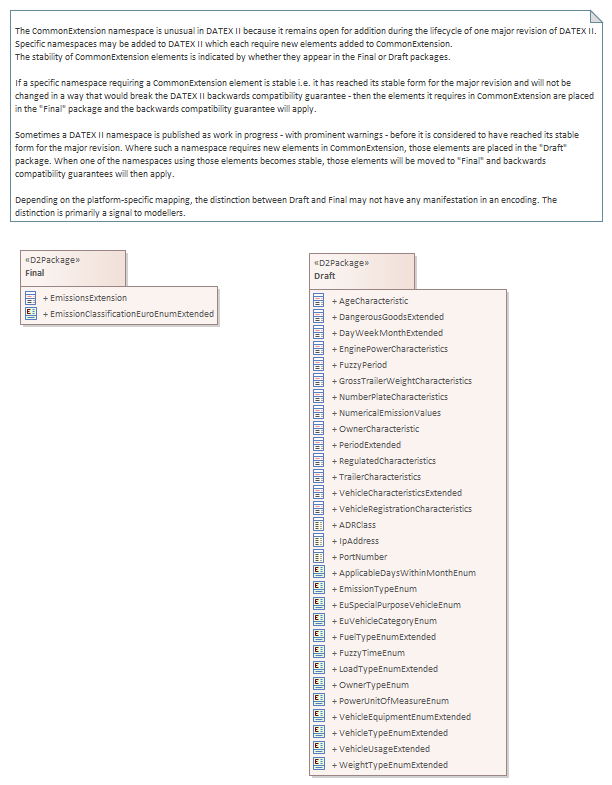 The CommonExtension namespace is unusual in DATEX II because it remains open for addition during the lifecycle of one major revision of DATEX II.
Specific namespaces may be added to DATEX II which each require new elements added to CommonExtension.
The stability of CommonExtension elements is indicated by whether they appear in the Final or Draft packages.
If a specific namespace requiring a CommonExtension element is stable i.e. it has reached its stable form for the major revision and will not be
changed in a way that would break the DATEX II backwards compatibility guarantee - then the elements it requires in CommonExtension are placed
in the "Final" package and the backwards compatibility guarantee will apply.
Sometimes a DATEX II namespace is published as work in progress - with prominent warnings - before it is considered to have reached its stable
form for the major revision. Where such a namespace requires new elements in CommonExtension, those elements are placed in the "Draft"
package. When one of the namespaces using those elements becomes stable, those elements will be moved to "Final" and backwards
compatibility guarantees will then apply.
Depending on the platform-specific mapping, the distinction between Draft and Final may not have any manifestation in an encoding. The
distinction is primarily a signal to modellers.
«D2Package»
Final
+ EmissionsExtension
+ EmissionClassificationEuroEnumExtended
«D2Package»
Draft
+ AgeCharacteristic
+ DangerousGoodsExtended
+ DayWeekMonthExtended
+ EnginePowerCharacteristics
+ FuzzyPeriod
+ GrossTrailerWeightCharacteristics
+ NumberPlateCharacteristics
+ NumericalEmissionValues
+ OwnerCharacteristic
+ PeriodExtended
+ RegulatedCharacteristics
+ TrailerCharacteristics
+ VehicleCharacteristicsExtended
+ VehicleRegistrationCharacteristics
+ ADRClass
+ IpAddress
+ PortNumber
+ ApplicableDaysWithinMonthEnum
+ EmissionTypeEnum
+ EuSpecialPurposeVehicleEnum
+ EuVehicleCategoryEnum
+ FuelTypeEnumExtended
+ FuzzyTimeEnum
+ LoadTypeEnumExtended
+ OwnerTypeEnum
+ PowerUnitOfMeasureEnum
+ VehicleEquipmentEnumExtended
+ VehicleTypeEnumExtended
+ VehicleUsageExtended
+ WeightTypeEnumExtended